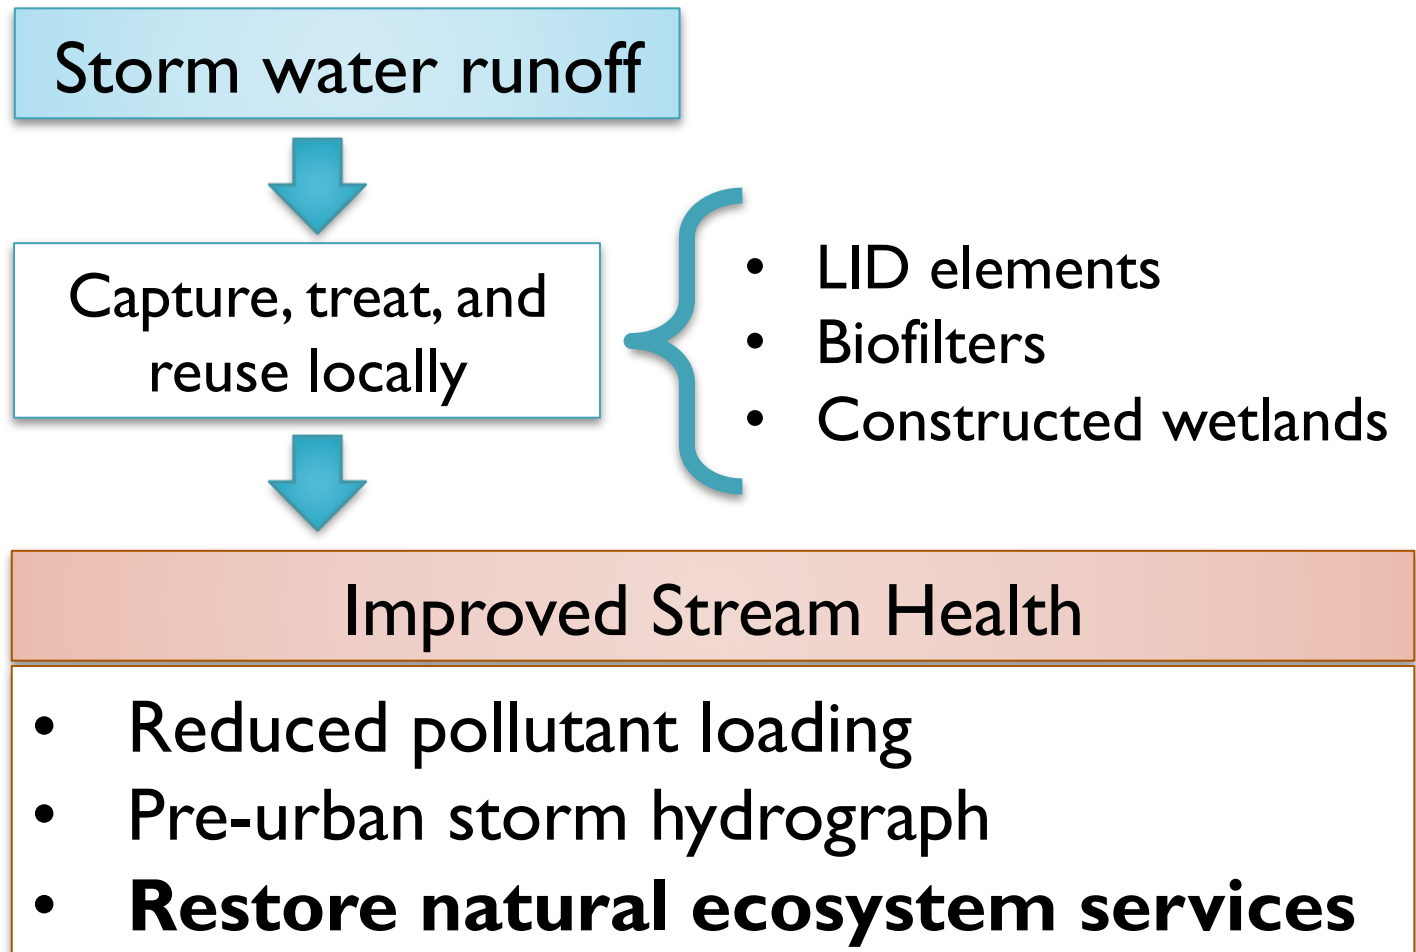 Storm water runoff
Capture, treat, and
reuse locally
• LID elements
• Biofilters
• Constructed wetlands
Improved Stream Health
• Reduced pollutant loading
• Pre-urban storm hydrograph
• Restore natural ecosystem services